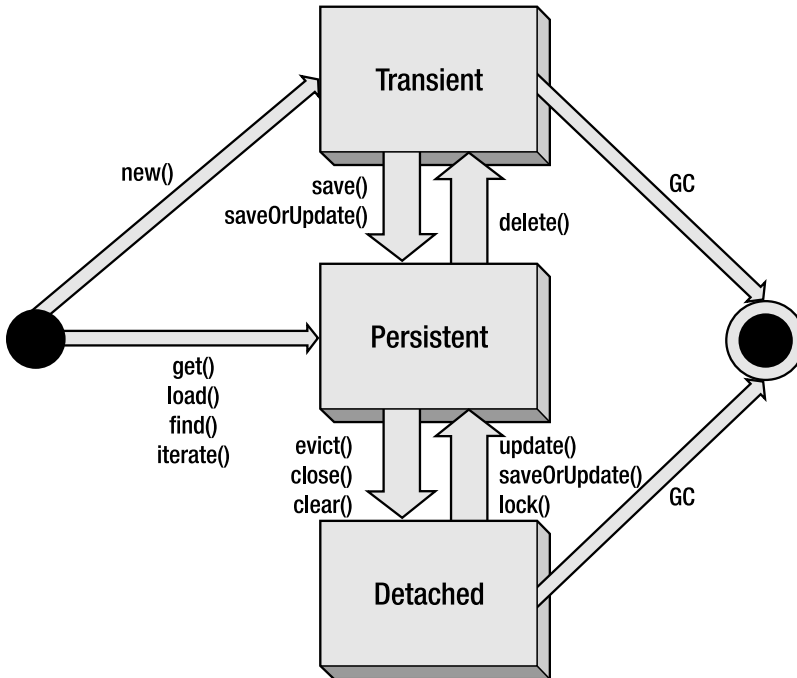 Transient
new()
save()
saveOrUpdate()
delete()
GC
Persistent
get()
load()
find()
iterate()
evict()
close()
clear()
update()
saveOrUpdate()
lock()
GC
Detached